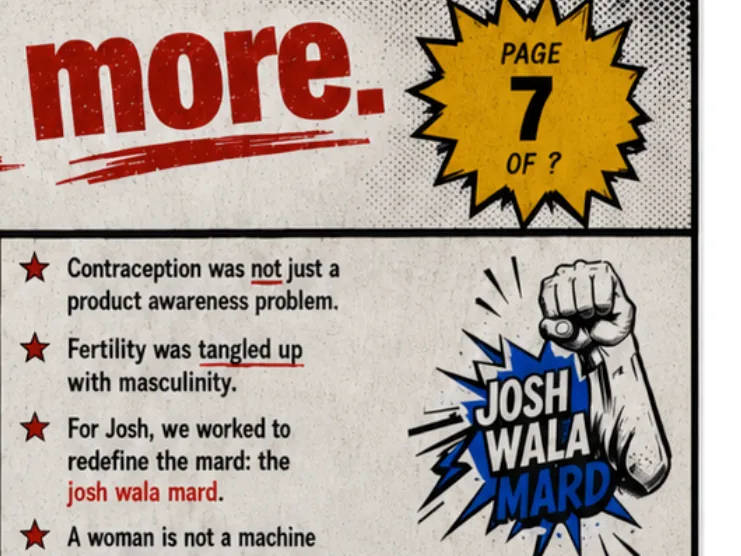 more.
PAGE
7
OF ?
Contraception was not just a
product awareness problem.
Fertility was tangled up
with masculinity.
For Josh, we worked to
redefine the mard: the
josh wala mard.
A woman is not a machine
JOSH
WALA
MARD